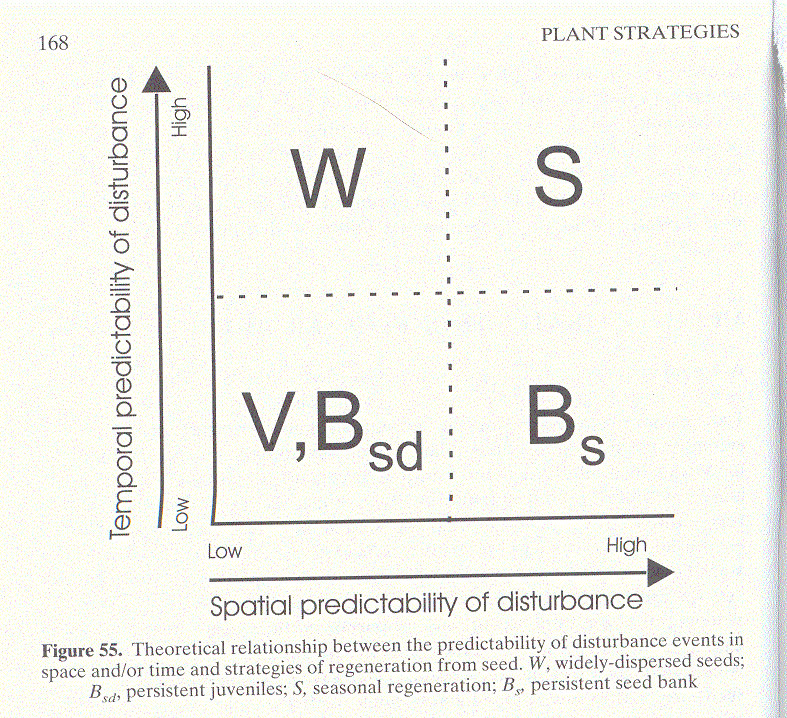 168
PLANT STRATEGIES
Temporal predictability of disturbance
High
Low
W
S
V,Bsd
Bs
Low
High
Spatial predictability of disturbance
Figure 55. Theoretical relationship between the predictability of disturbance events in
space and/or time and strategies of regeneration from seed. W, widely-dispersed seeds;
Bsd, persistent juveniles; S, seasonal regeneration; Bs, persistent seed bank